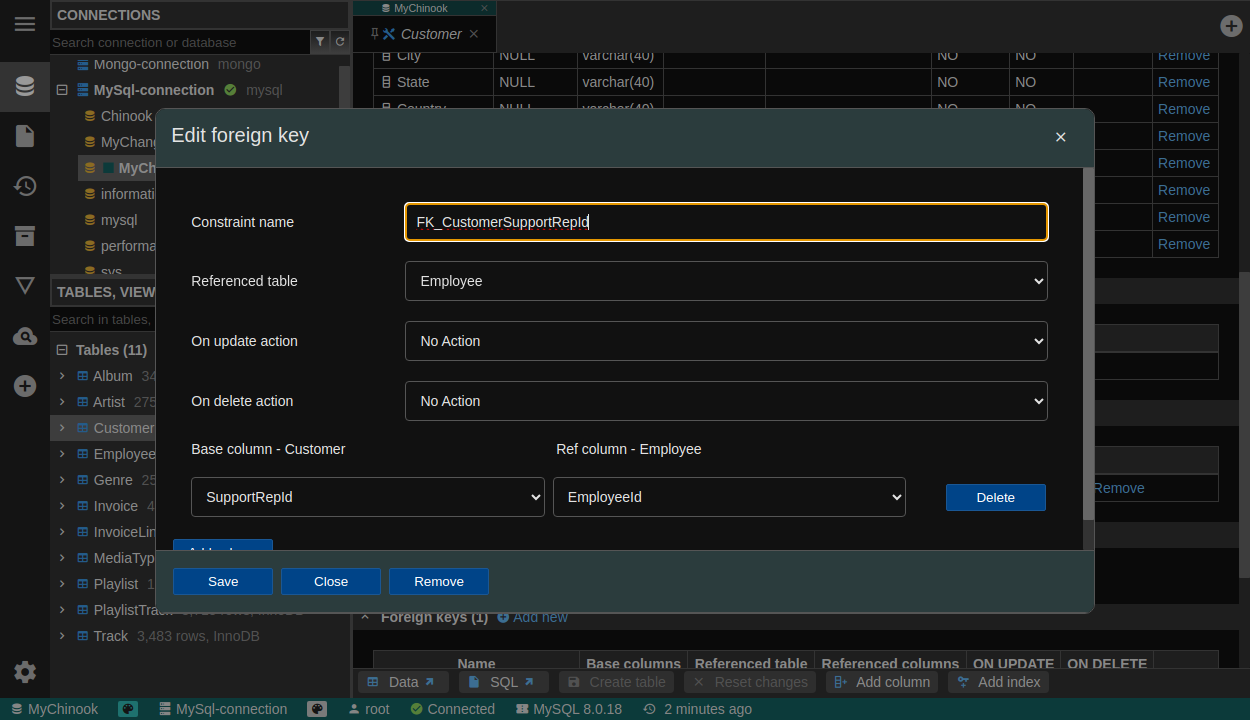 CONNECTIONS
Search connection or database
Mongo-connection mongo
MySql-connection mysql
Chinook
MyChang
MyCh
informati
mysql
performa
sys
TABLES, VIEW
Search in tables,
Tables (11)
Album 34
Artist 275
Customer
Employee
Genre 25
Invoice 4
InvoiceLin
MediaTyp
Playlist 1
PlaylistTrack
Track 3,483 rows, InnoDB
MyChinook
Customer
City NULL varchar(40) NO NO Remove
State NULL varchar(40) NO NO Remove
Country NULL varchar(40) NO NO Remove
Remove
Remove
Remove
Remove
Remove
Edit foreign key
Constraint name FK_CustomerSupportRepId
Referenced table Employee
On update action No Action
On delete action No Action
Base column - Customer Ref column - Employee
SupportRepId EmployeeId Delete
Save Close Remove
Remove
Foreign keys (1) Add new
Name Base columns Referenced table Referenced columns ON UPDATE ON DELETE
Data SQL Create table Reset changes Add column Add index
MyChinook MySql-connection root Connected MySQL 8.0.18 2 minutes ago